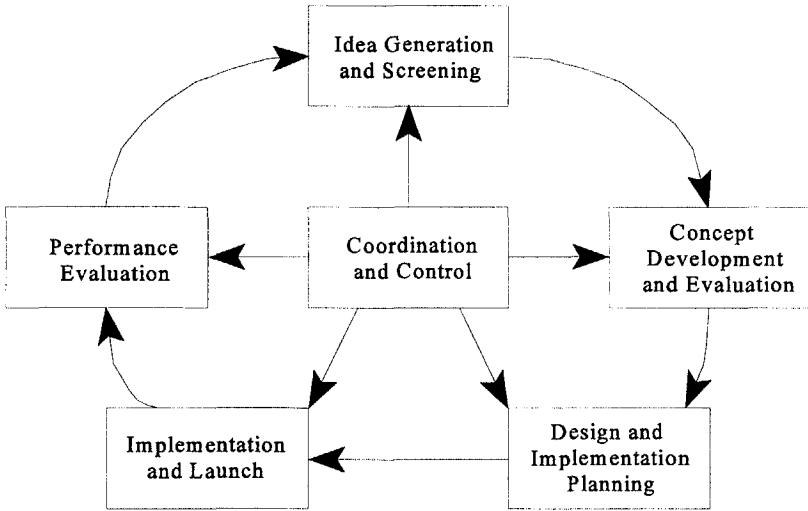 Idea Generation
and Screening
Performance
Evaluation
Coordination
and Control
Concept
Development
and Evaluation
Implementation
and Launch
Design and
Implementation
Planning